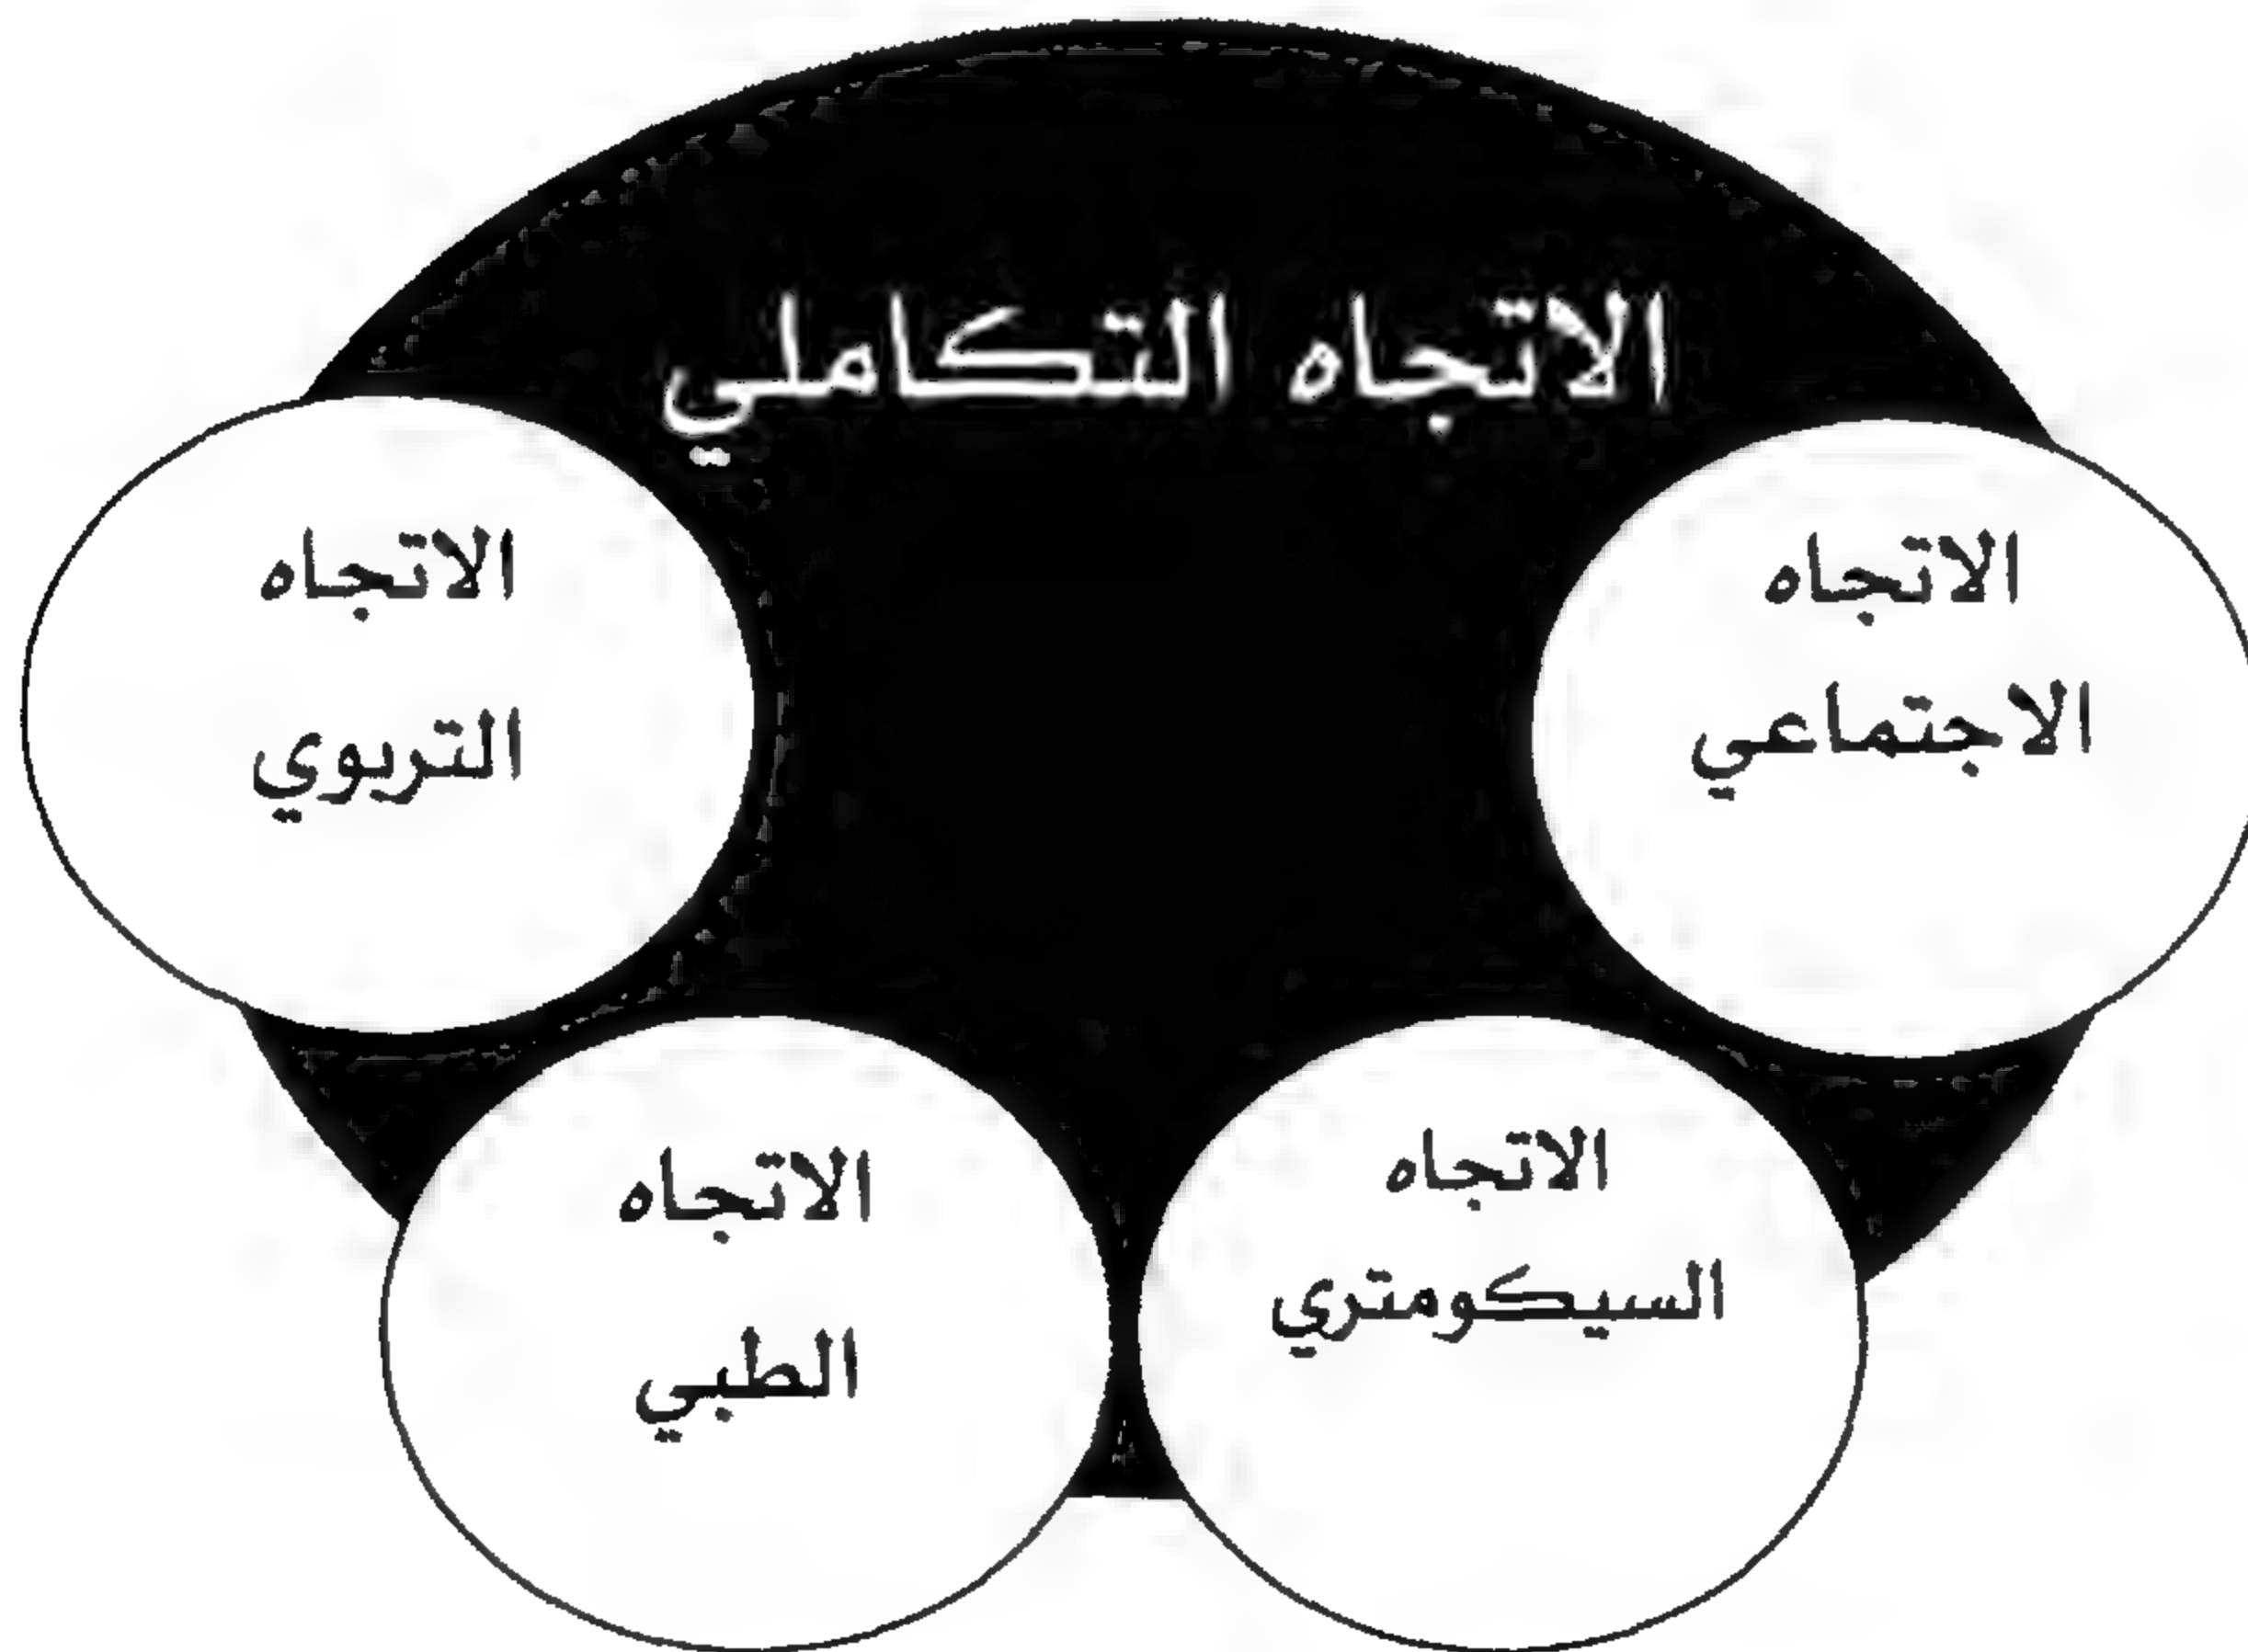 الاتجاه التكاملي
الاتجاه
الاجتماعي
الاتجاه
التربوي
الاتجاه
السيكومتري
الاتجاه
الطبي